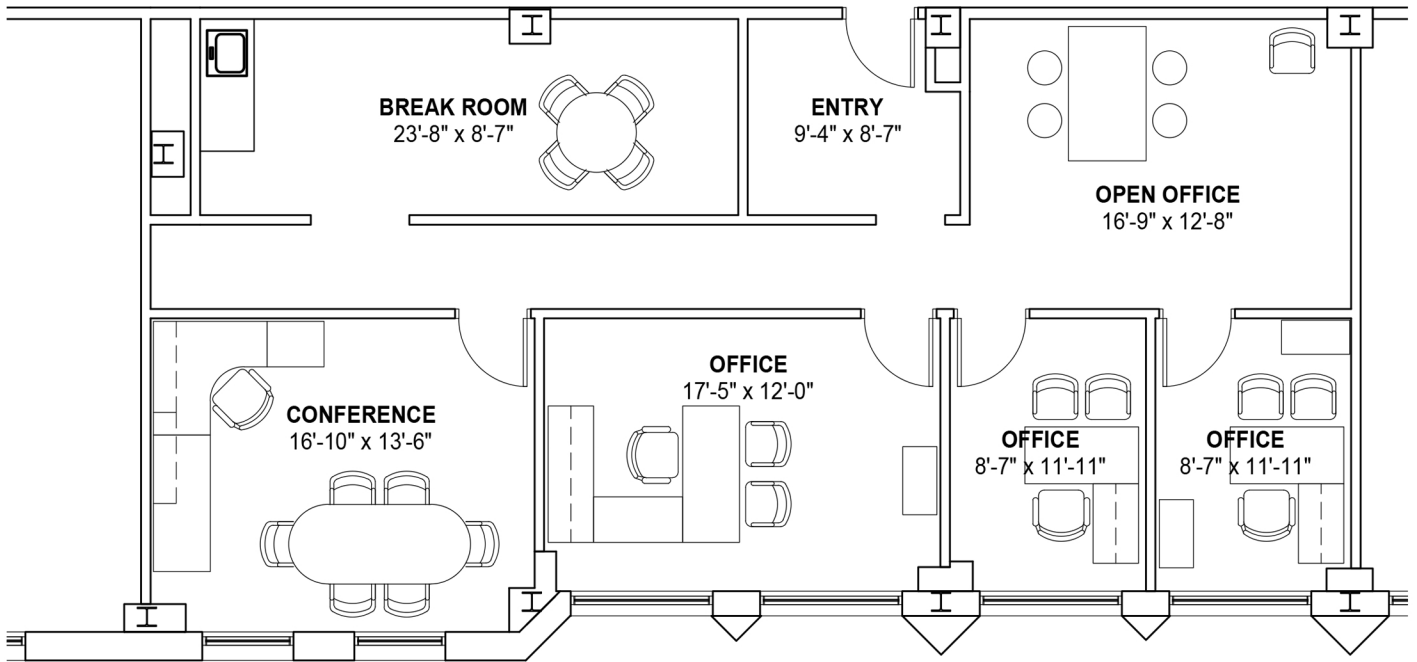 BREAK ROOM
23'-8" x 8'-7"
ENTRY
9'-4" x 8'-7"
OPEN OFFICE
16'-9" x 12'-8"
CONFERENCE
16'-10" x 13'-6"
OFFICE
17'-5" x 12'-0"
OFFICE
8'-7" x 11'-11"
OFFICE
8'-7" x 11'-11"